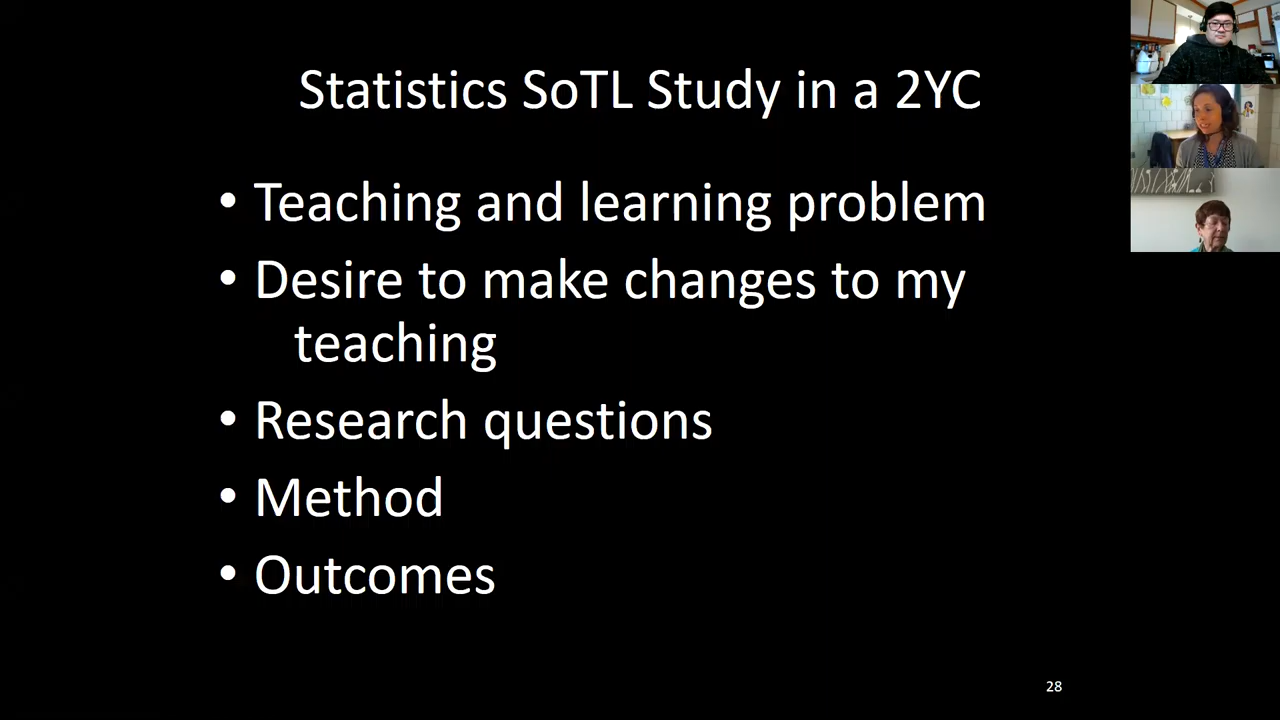 Statistics SoTL Study in a 2YC
• Teaching and learning problem
• Desire to make changes to my
teaching
• Research questions
• Method
• Outcomes
28